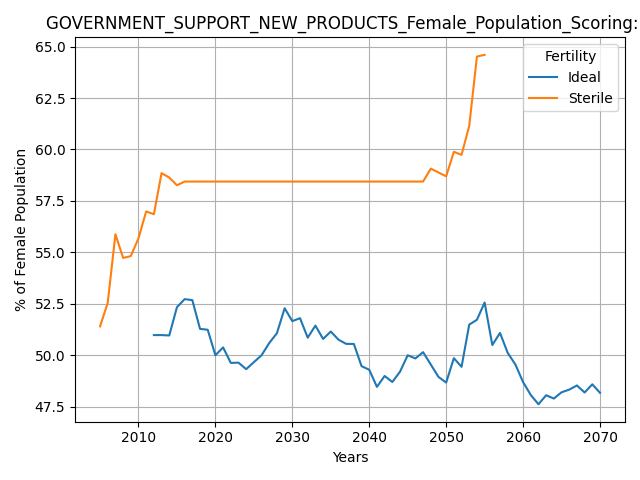 GOVERNMENT_SUPPORT_NEW_PRODUCTS_Female_Population_Scoring:
Fertility
Ideal
Sterile
% of Female Population
65.0
62.5
60.0
57.5
55.0
52.5
50.0
47.5
2010 2020 2030 2040 2050 2060 2070
Years